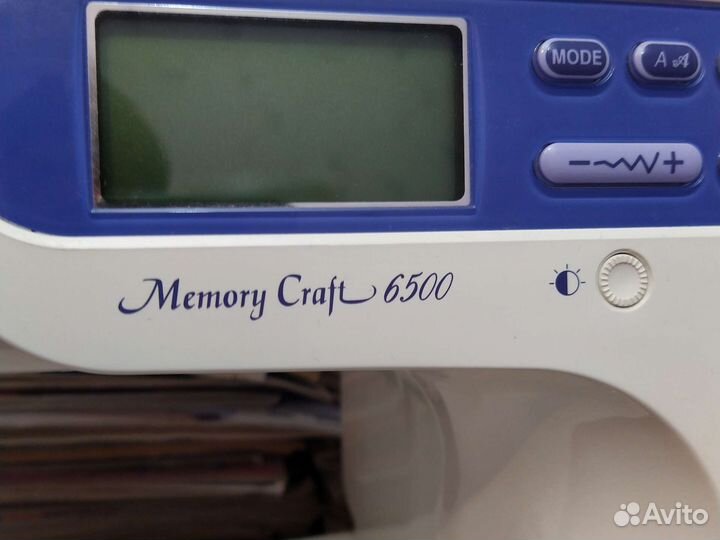 MODE
A A
Memory Craft 6500
Avito